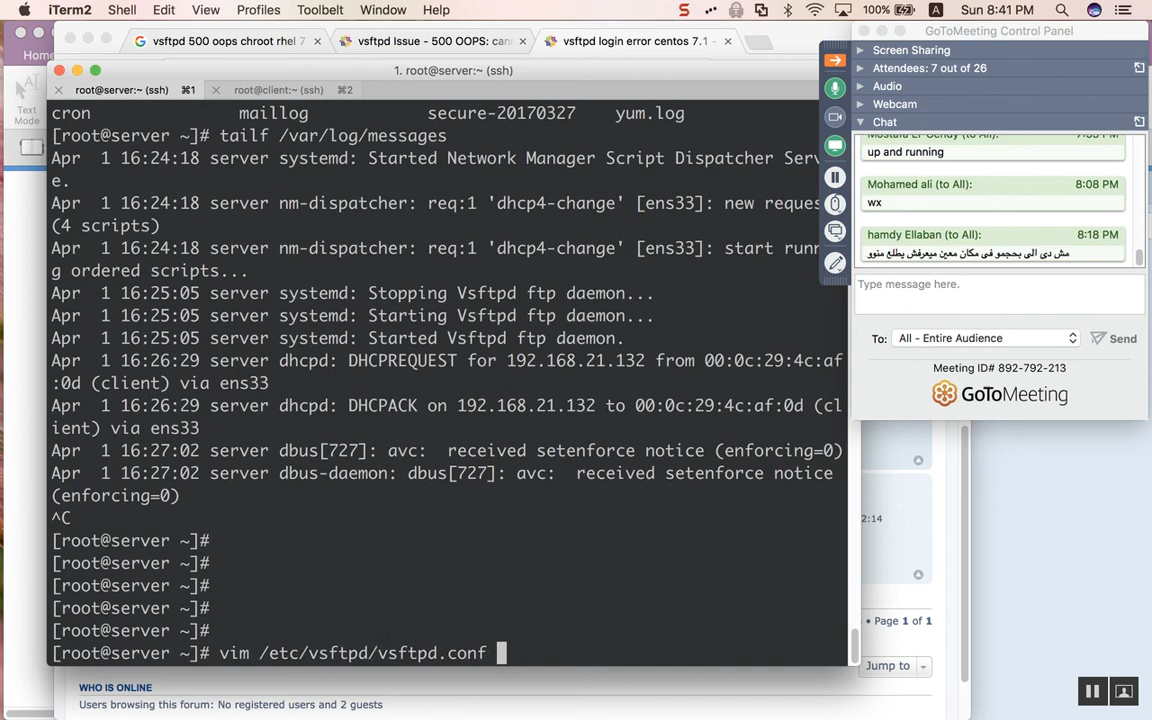 iTerm2 Shell Edit View Profiles Toolbelt Window Help
100% A Sun 8:41 PM
Home
vsftpd 500 oops chroot rhel 7
vsftpd Issue - 500 OOPS: can
vsftpd login error centos 7.1 -
1. root@server:~ (ssh)
root@server:~ (ssh) ⌘1
root@client:~ (ssh) ⌘2
Text
Mode
cron maillog secure-20170327 yum.log
[root@server ~]# tailf /var/log/messages
Apr 1 16:24:18 server systemd: Started Network Manager Script Dispatcher Serv
e.
Apr 1 16:24:18 server nm-dispatcher: req:1 'dhcp4-change' [ens33]: new reques
(4 scripts)
Apr 1 16:24:18 server nm-dispatcher: req:1 'dhcp4-change' [ens33]: start runn
g ordered scripts...
Apr 1 16:25:05 server systemd: Stopping Vsftpd ftp daemon...
Apr 1 16:25:05 server systemd: Starting Vsftpd ftp daemon...
Apr 1 16:25:05 server systemd: Started Vsftpd ftp daemon.
Apr 1 16:26:29 server dhcpd: DHCPREQUEST for 192.168.21.132 from 00:0c:29:4c:af
:0d (client) via ens33
Apr 1 16:26:29 server dhcpd: DHCPACK on 192.168.21.132 to 00:0c:29:4c:af:0d (cl
ient) via ens33
Apr 1 16:27:02 server dbus[727]: avc: received setenforce notice (enforcing=0)
Apr 1 16:27:02 server dbus-daemon: dbus[727]: avc: received setenforce notice
(enforcing=0)
^C
[root@server ~]#
[root@server ~]#
[root@server ~]#
[root@server ~]#
[root@server ~]#
[root@server ~]# vim /etc/vsftpd/vsftpd.conf
GoToMeeting Control Panel
Screen Sharing
Attendees: 7 out of 26
Audio
Webcam
Chat
up and running
Mohamed ali (to All): 8:08 PM
wx
hamdy Ellaban (to All): 8:18 PM
مش دى الى بحجمو فى مكان معين ميعرفش يطلع منوو
Type message here.
To: All - Entire Audience Send
Meeting ID# 892-792-213
GoToMeeting
2:14
• Page 1 of 1
Jump to
WHO IS ONLINE
Users browsing this forum: No registered users and 2 guests